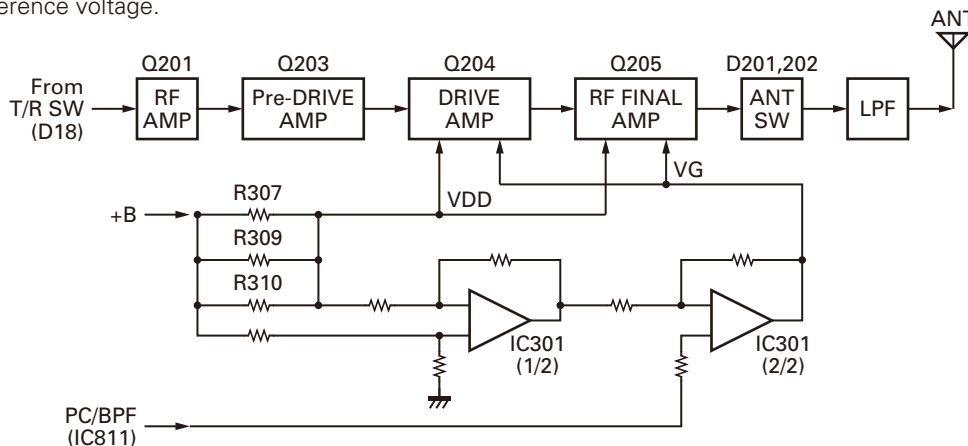 erence voltage.
ANT
Q201
Q203
Q204
Q205
D201,202
From
T/R SW
(D18)
RF
AMP
Pre-DRIVE
AMP
DRIVE
AMP
RF FINAL
AMP
ANT
SW
LPF
VG
VDD
+B
R307
R309
R310
IC301
(1/2)
IC301
(2/2)
PC/BPF
(IC811)